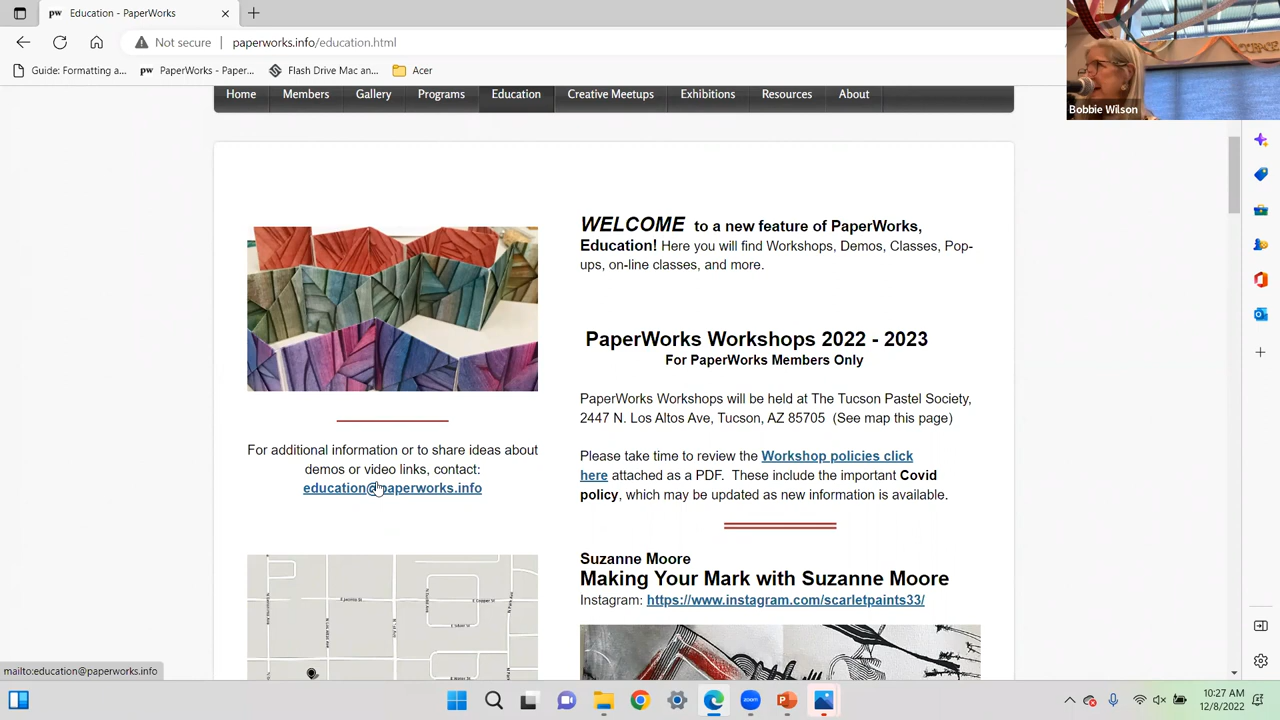 pw Education - PaperWorks
Not secure paperworks.info/education.html
Guide: Formatting a... pw PaperWorks - Paper... Flash Drive Mac an... Acer
Bobbie Wilson
Home Members Gallery Programs Education Creative Meetups Exhibitions Resources About
WELCOME to a new feature of PaperWorks,
Education! Here you will find Workshops, Demos, Classes, Pop-
ups, on-line classes, and more.
PaperWorks Workshops 2022 - 2023
For PaperWorks Members Only
PaperWorks Workshops will be held at The Tucson Pastel Society,
2447 N. Los Altos Ave, Tucson, AZ 85705 (See map this page)
For additional information or to share ideas about
demos or video links, contact:
education@paperworks.info
Please take time to review the Workshop policies click
here attached as a PDF. These include the important Covid
policy, which may be updated as new information is available.
Suzanne Moore
Making Your Mark with Suzanne Moore
Instagram: https://www.instagram.com/scarletpaints33/
mailto:education@paperworks.info
zoom
10:27 AM
12/8/2022